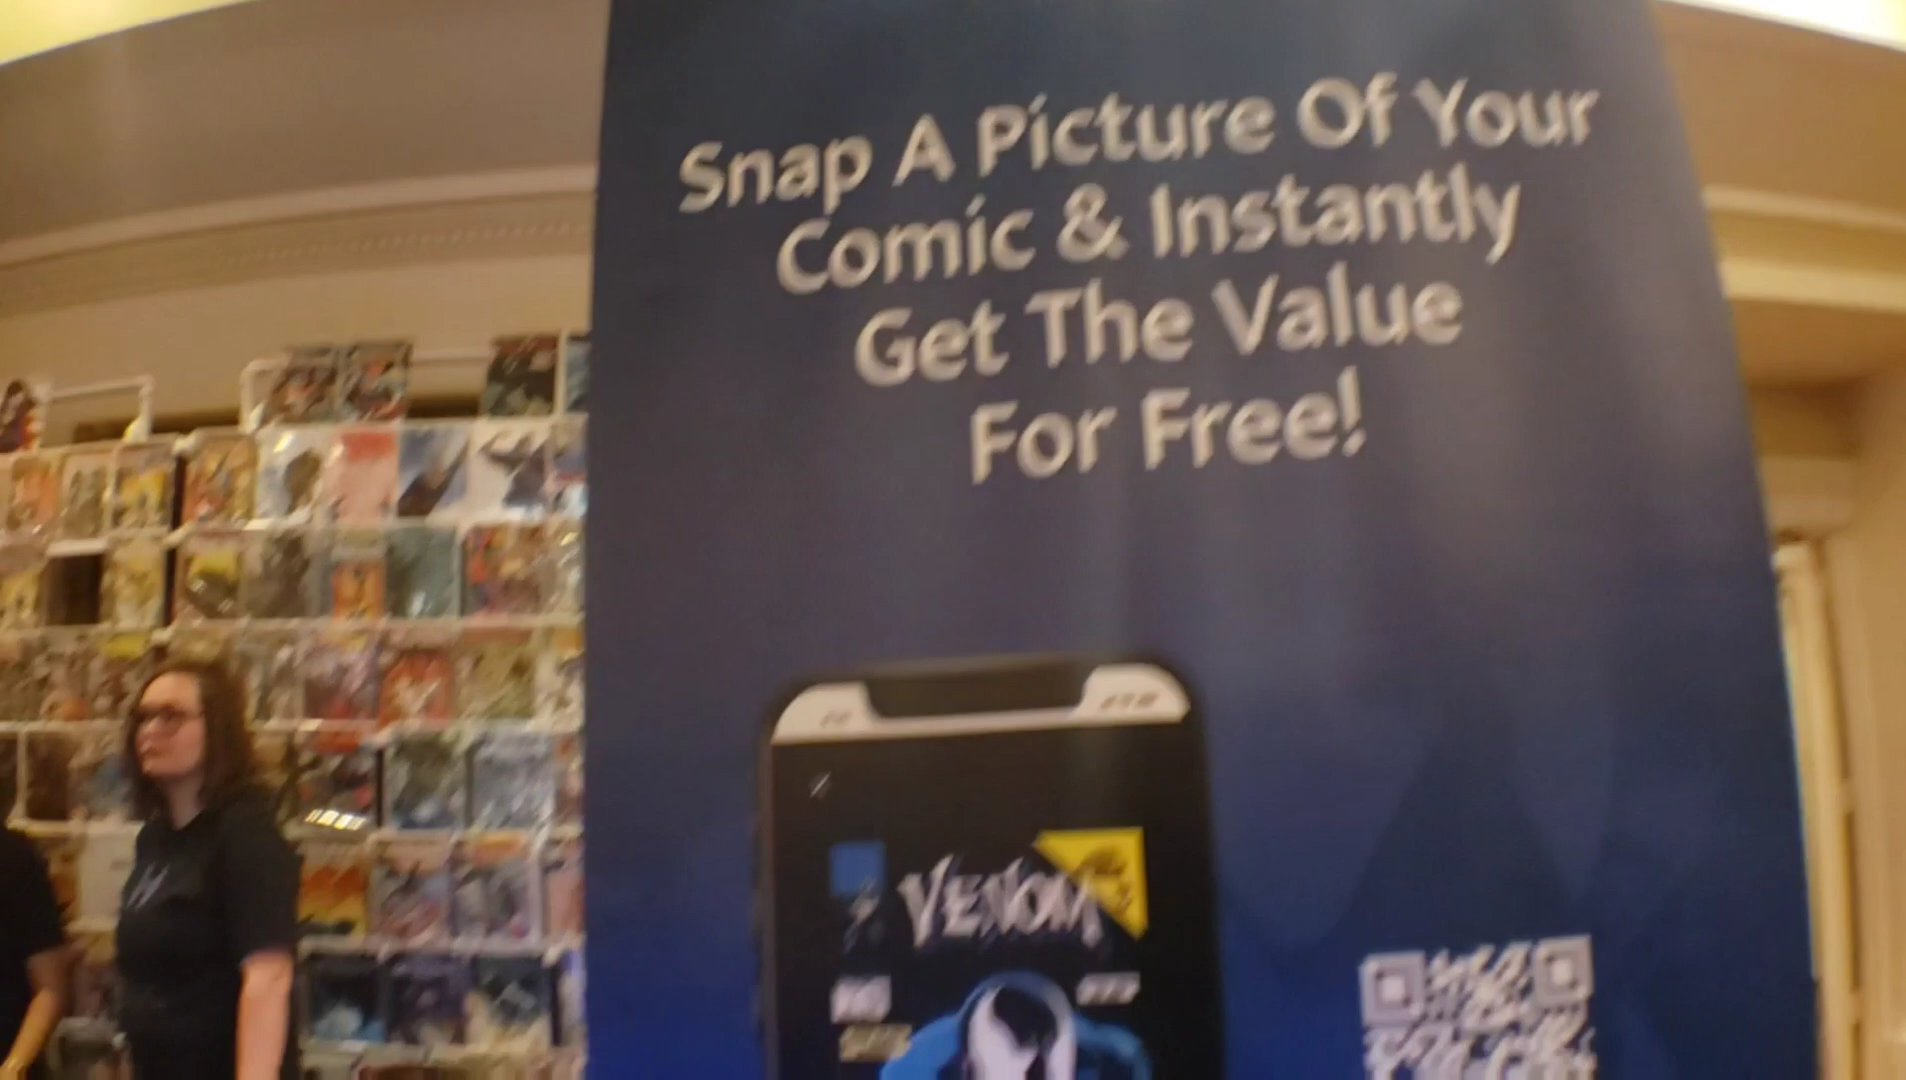 Snap A Picture Of Your
Comic & Instantly
Get The Value
For Free!
VENOM